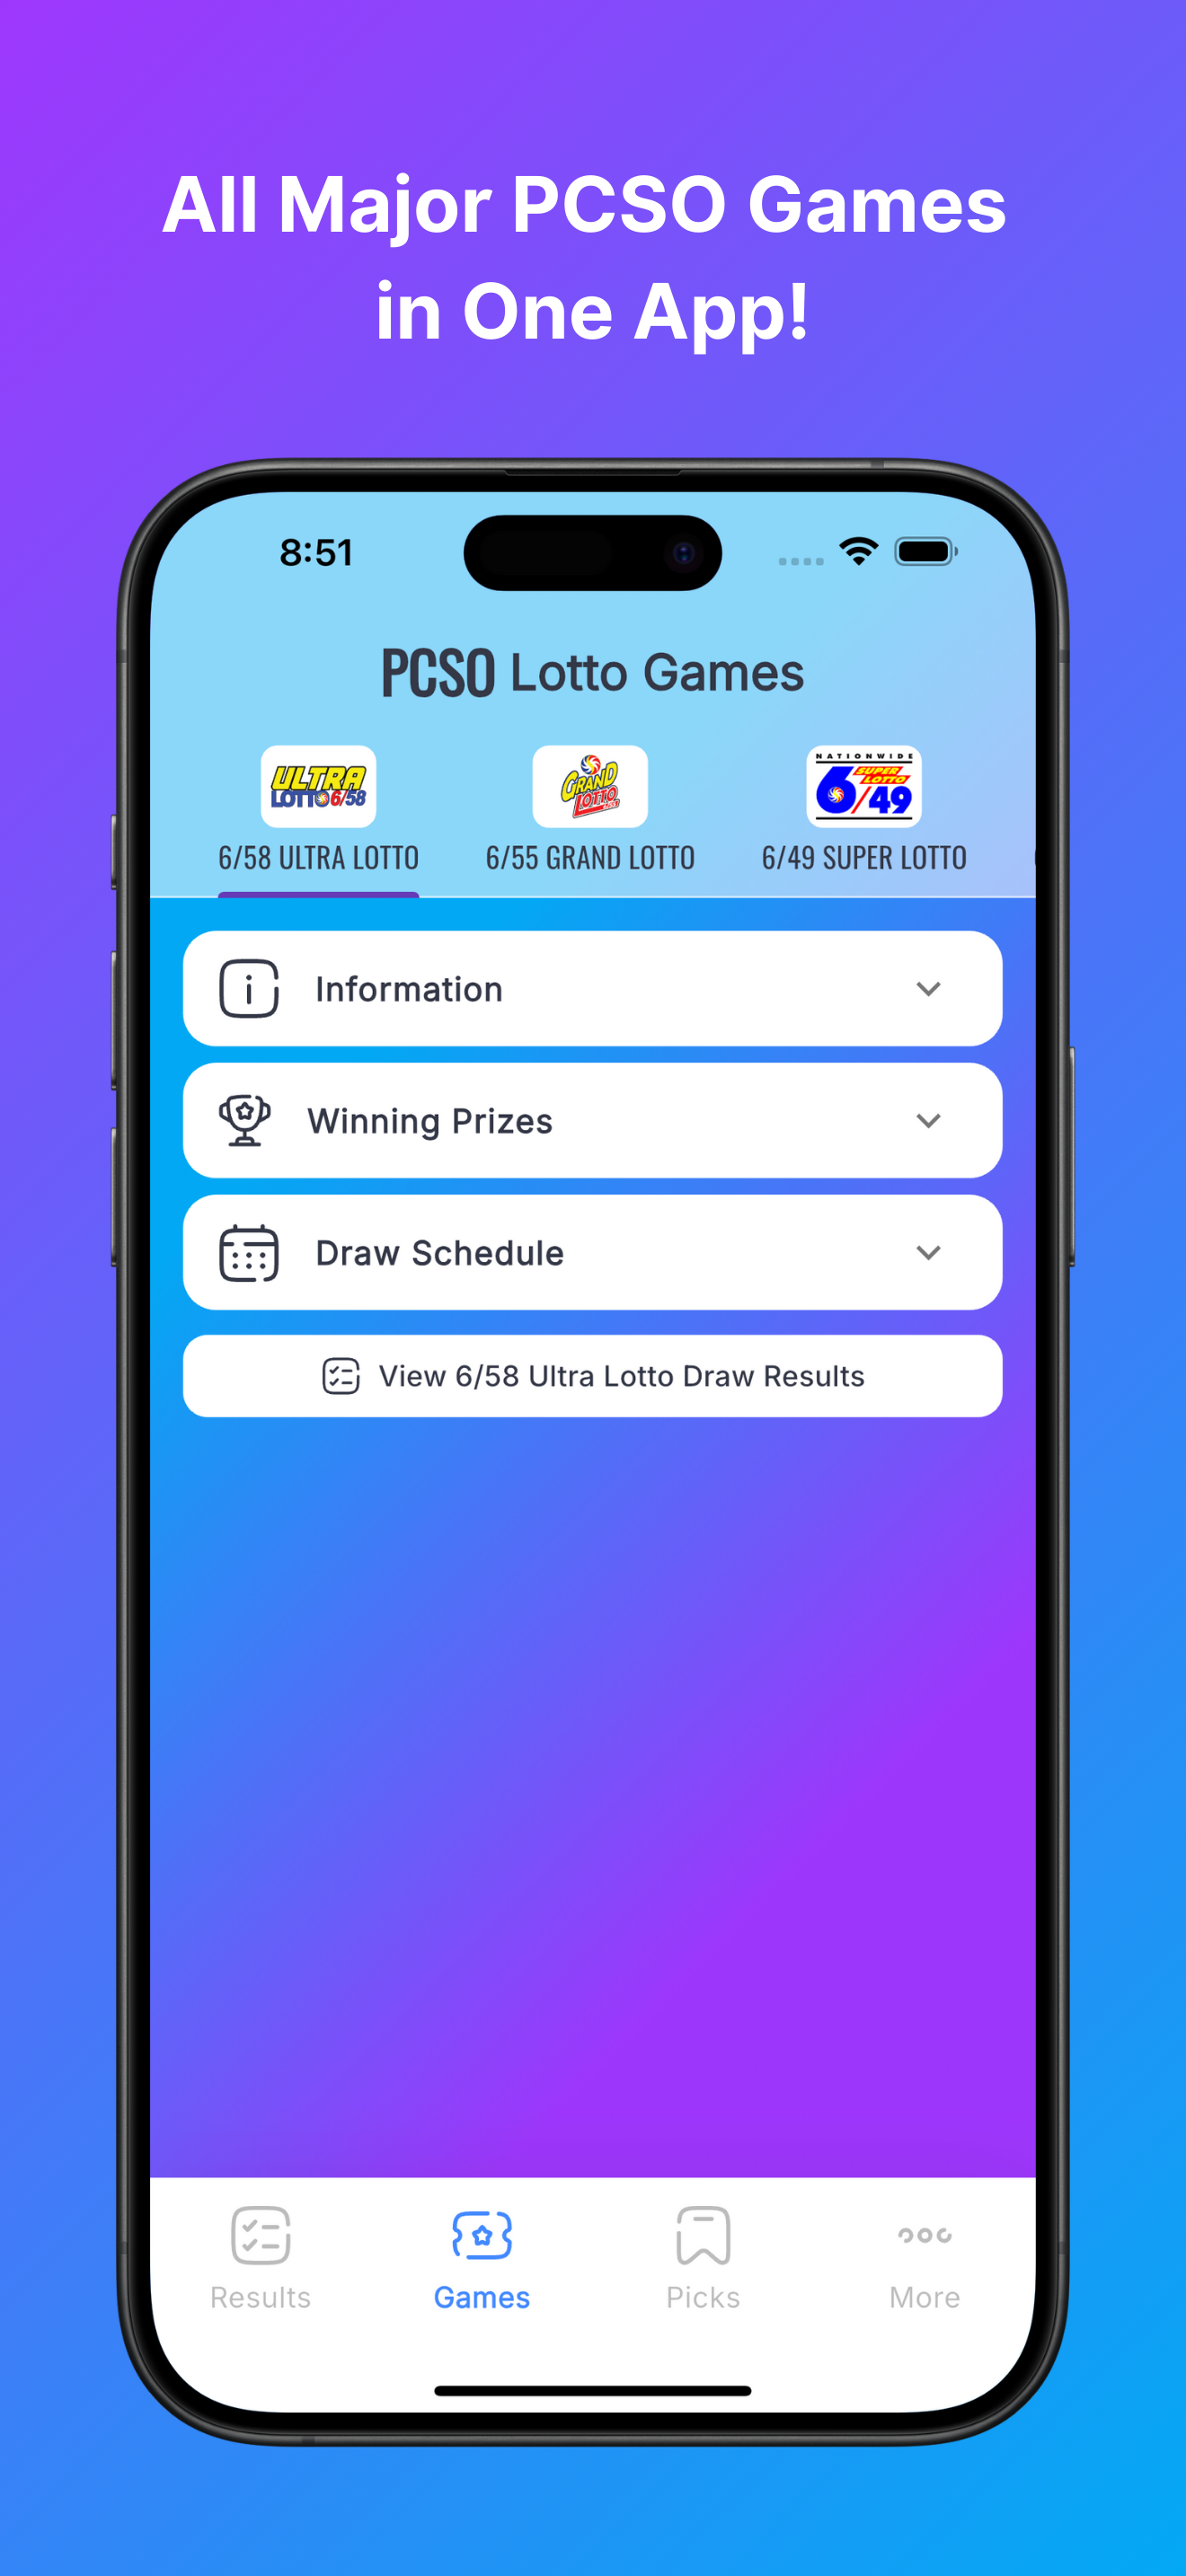 All Major PCSO Games
in One App!
8:51
PCSO Lotto Games
ULTRA
LOTTO 6/58
GRAND
LOTTO
NATIONWIDE
SUPER
LOTTO
6/49
6/58 ULTRA LOTTO
6/55 GRAND LOTTO
6/49 SUPER LOTTO
Information
Winning Prizes
Draw Schedule
View 6/58 Ultra Lotto Draw Results
Results
Games
Picks
More